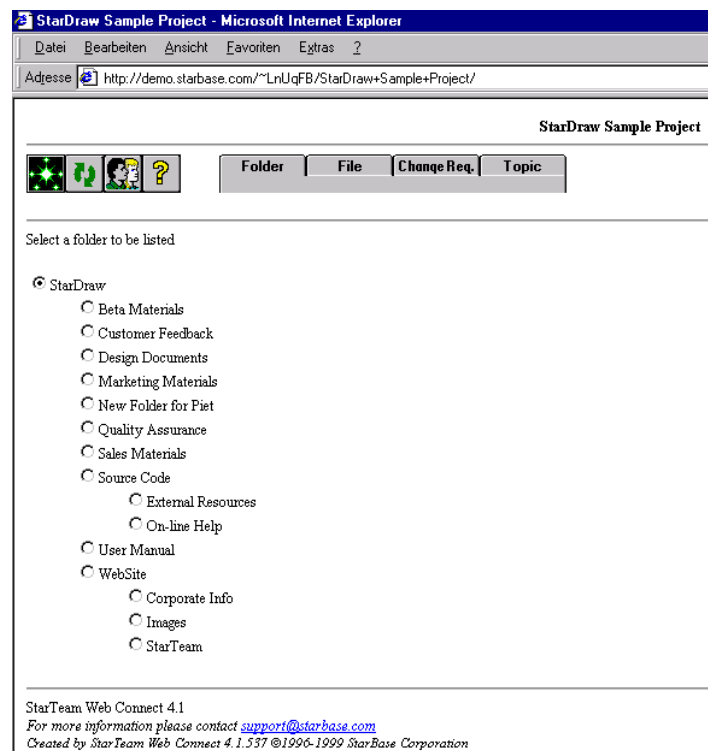 StarDraw Sample Project - Microsoft Internet Explorer
Datei Bearbeiten Ansicht Favoriten Extras ?
Adresse http://demo.starbase.com/~LnUqFB/StarDraw+Sample+Project/
StarDraw Sample Project
? Folder File Change Req. Topic
Select a folder to be listed
StarDraw
Beta Materials
Customer Feedback
Design Documents
Marketing Materials
New Folder for Piet
Quality Assurance
Sales Materials
Source Code
External Resources
On-line Help
User Manual
WebSite
Corporate Info
Images
StarTeam
StarTeam Web Connect 4.1
For more information please contact support@starbase.com
Created by StarTeam Web Connect 4.1.537 ©1996-1999 StarBase Corporation